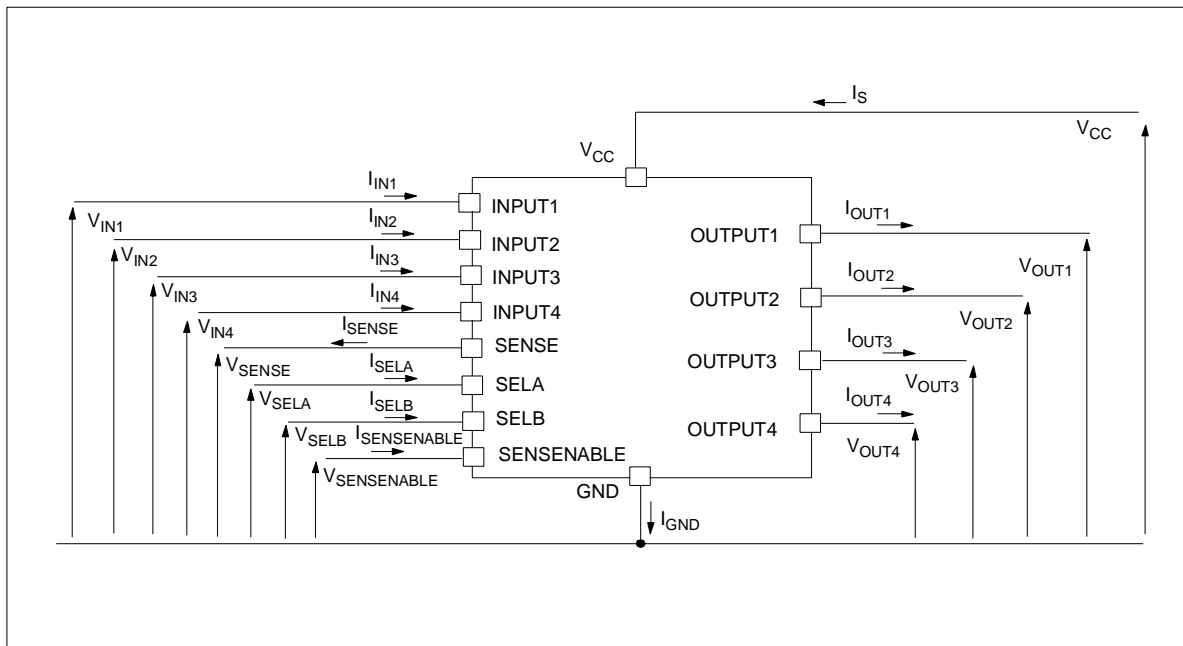 I_S
V_CC
V_CC
I_IN1
INPUT1
V_IN1
I_IN2
INPUT2
V_IN2
I_IN3
INPUT3
V_IN3
I_IN4
INPUT4
V_IN4
I_SENSE
SENSE
V_SENSE
I_SELA
SELA
V_SELA
I_SELB
SELB
V_SELB
I_SENSENABLE
SENSENABLE
V_SENSENABLE
GND
I_GND
OUTPUT1
I_OUT1
V_OUT1
OUTPUT2
I_OUT2
V_OUT2
OUTPUT3
I_OUT3
V_OUT3
OUTPUT4
I_OUT4
V_OUT4